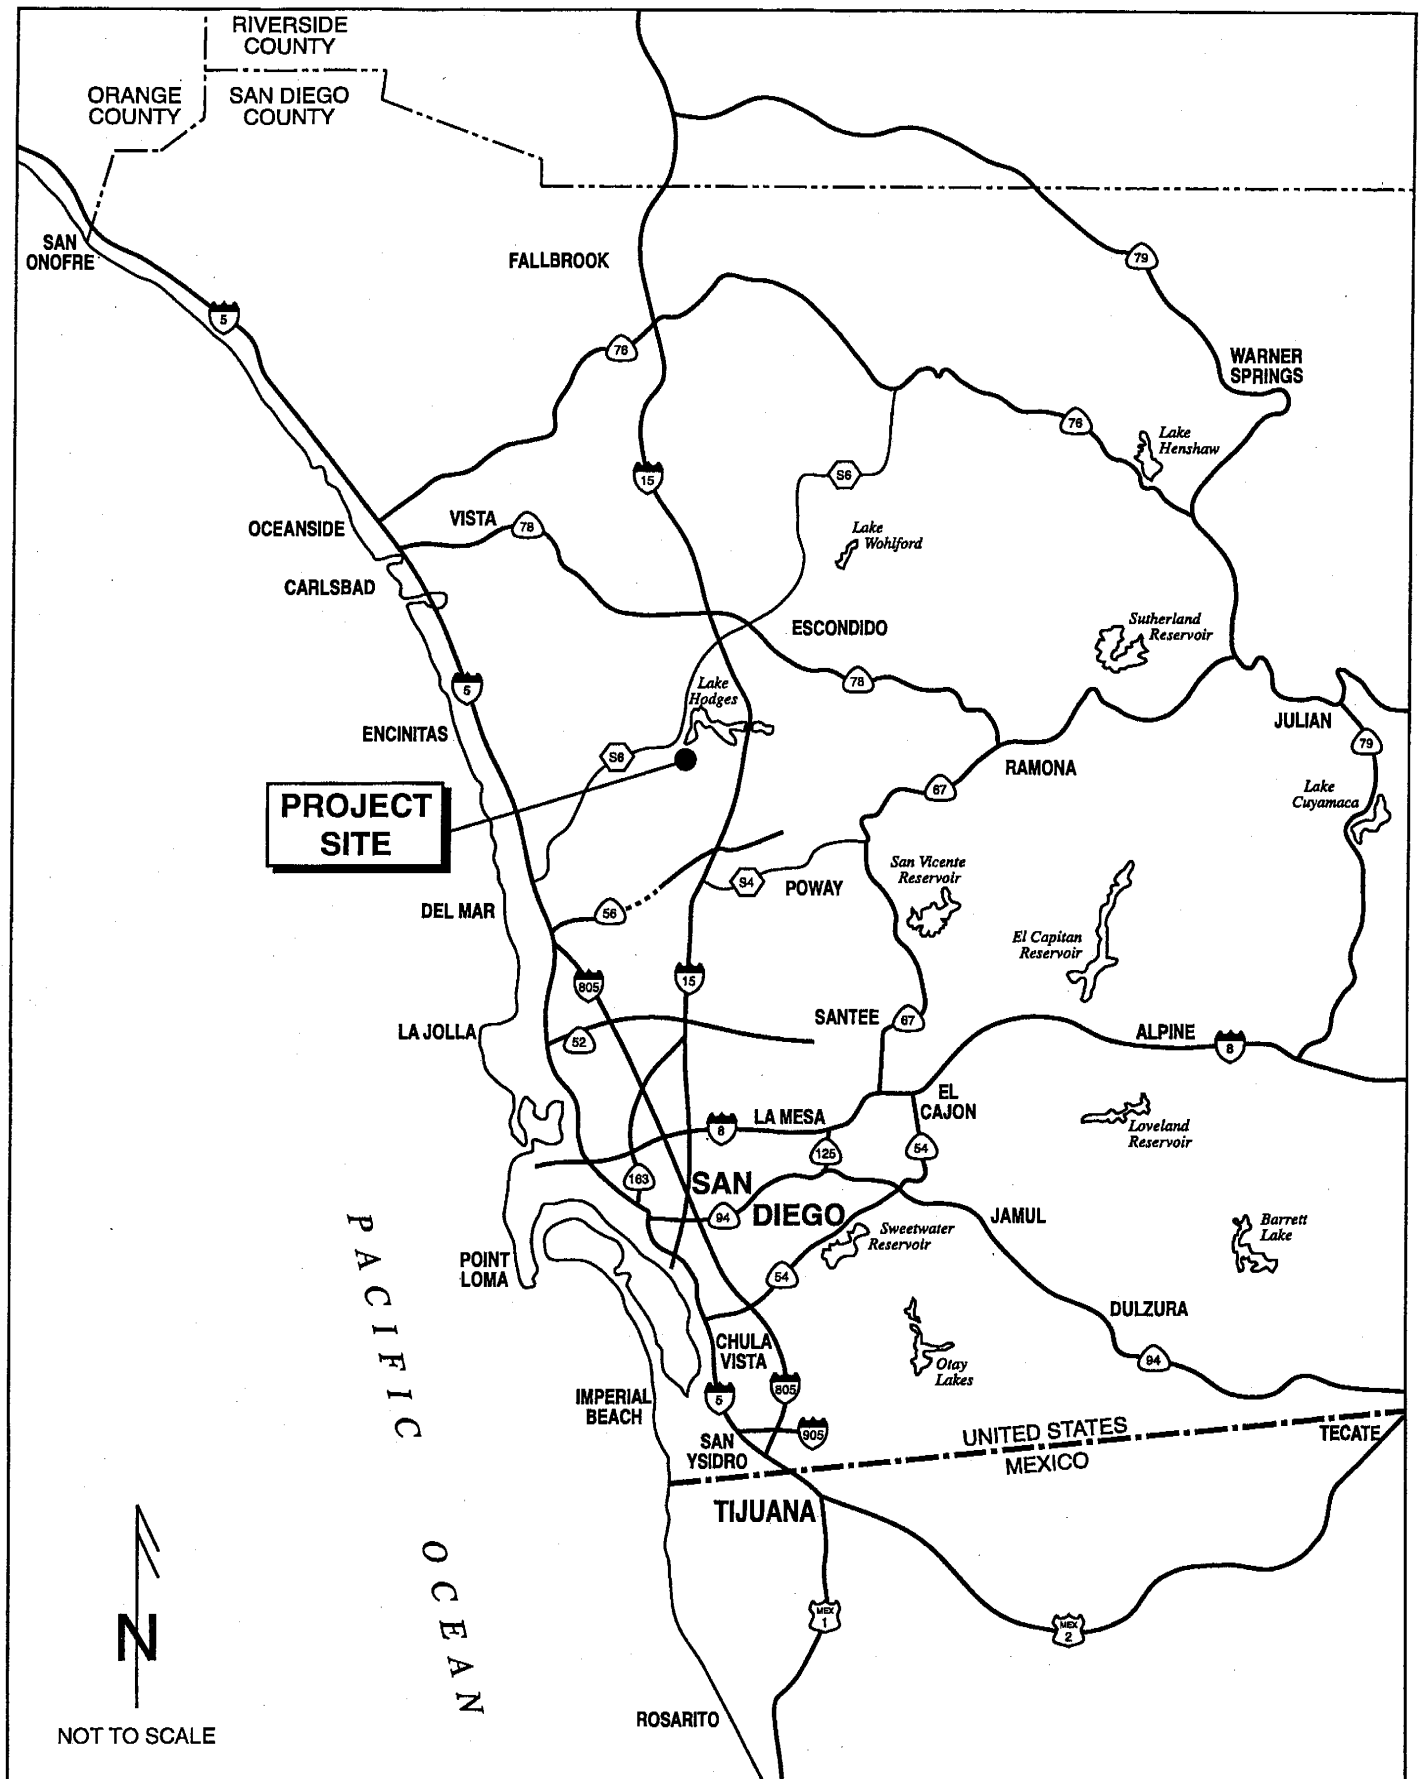 RIVERSIDE
COUNTY
ORANGE
COUNTY
SAN DIEGO
COUNTY
SAN
ONOFRE
FALLBROOK
79
5
76
WARNER
SPRINGS
76
Lake
Henshaw
15
S6
OCEANSIDE
VISTA
78
Lake
Wohlford
CARLSBAD
ESCONDIDO
Sutherland
Reservoir
78
5
Lake
Hodges
ENCINITAS
JULIAN
79
S6
RAMONA
67
Lake
Cuyamaca
PROJECT
SITE
San Vicente
Reservoir
S4
POWAY
DEL MAR
56
El Capitan
Reservoir
805
15
LA JOLLA
52
SANTEE
67
ALPINE
8
EL
CAJON
LA MESA
8
Loveland
Reservoir
125
54
163
SAN
DIEGO
94
JAMUL
Sweetwater
Reservoir
Barrett
Lake
POINT
LOMA
54
DULZURA
CHULA
VISTA
94
Otay
Lakes
IMPERIAL
BEACH
5
805
905
SAN
YSIDRO
UNITED STATES
MEXICO
TECATE
TIJUANA
PACIFIC
OCEAN
MEX
1
MEX
2
N
NOT TO SCALE
ROSARITO